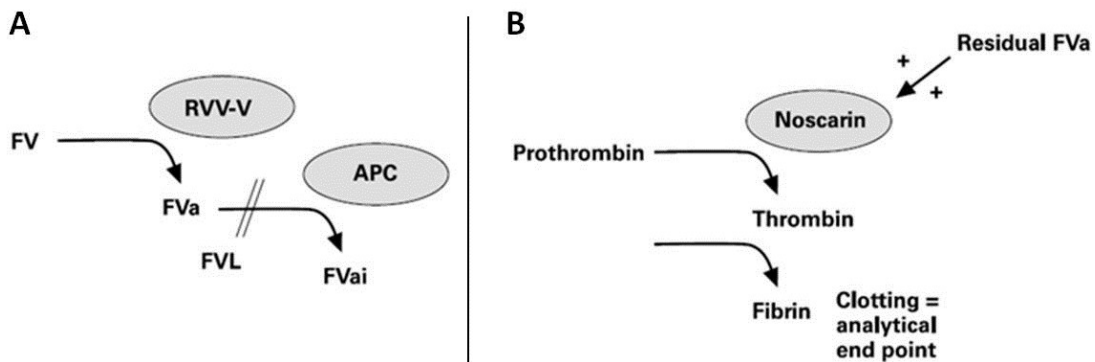 A
RVV-V
FV
APC
FVa
FVL
FVai
B
Residual FVa
+
+
Noscarin
Prothrombin
Thrombin
Fibrin
Clotting =
analytical
end point